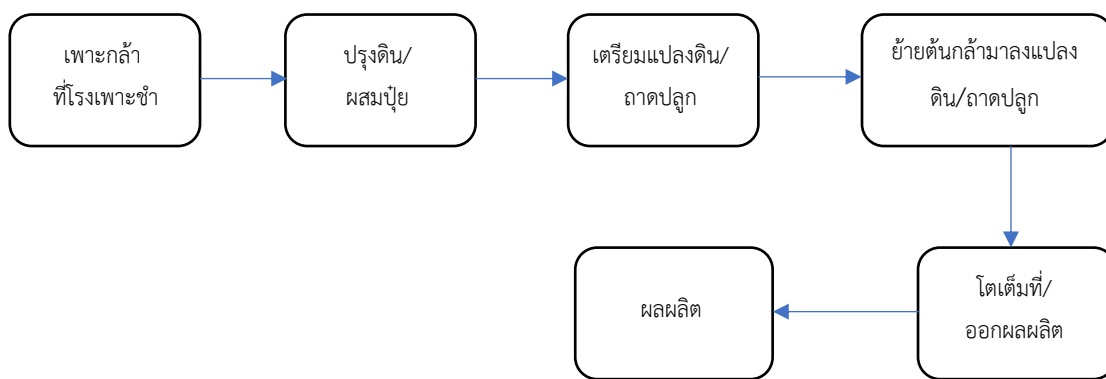 เพาะกล้า
ที่โรงเพาะชำ
ปรุงดิน/
ผสมปุ๋ย
เตรียมแปลงดิน/
ถาดปลูก
ย้ายต้นกล้ามาลงแปลง
ดิน/ถาดปลูก
โตเต็มที่/
ออกผลผลิต
ผลผลิต